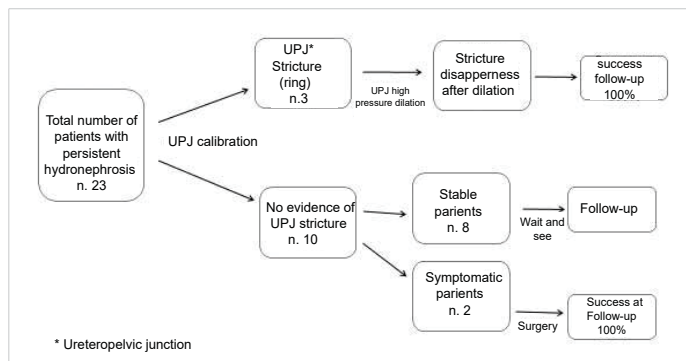 UPJ*
Stricture
(ring)
n.3
UPJ high
pressure dilation
Stricture
disapperness
after dilation
success
follow-up
100%
Total number of
patients with
persistent
hydronephrosis
n. 23
UPJ calibration
No evidence of
UPJ stricture
n. 10
Stable
parients
n. 8
Wait and
see
Follow-up
Symptomatic
parients
n. 2
Surgery
Success at
Follow-up
100%
* Ureteropelvic junction